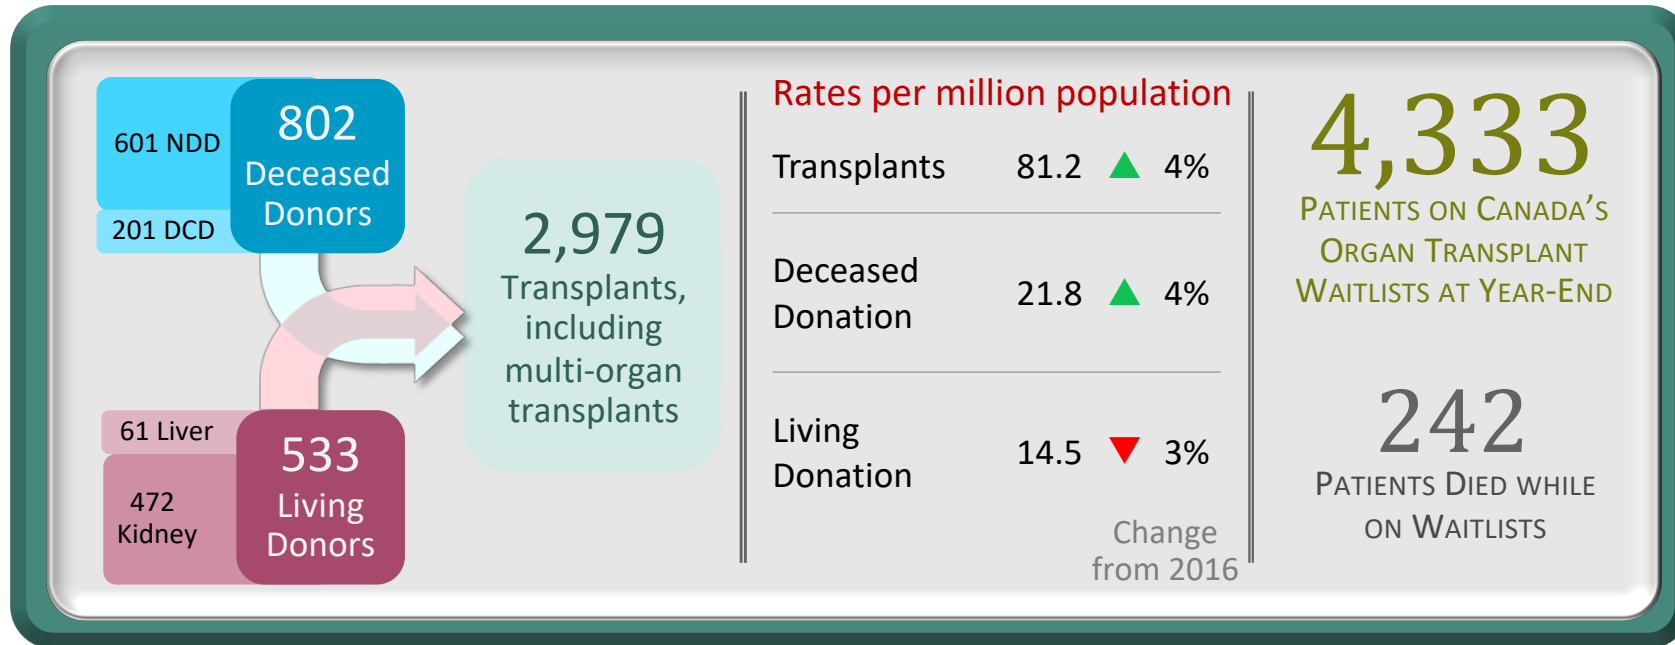 601 NDD
201 DCD
802
Deceased
Donors
61 Liver
472
Kidney
533
Living
Donors
2,979
Transplants,
including
multi-organ
transplants
Rates per million population
Transplants 81.2 ▲ 4%
Deceased
Donation 21.8 ▲ 4%
Living
Donation 14.5 ▼ 3%
Change
from 2016
4,333
PATIENTS ON CANADA'S
ORGAN TRANSPLANT
WAITLISTS AT YEAR-END
242
PATIENTS DIED WHILE
ON WAITLISTS